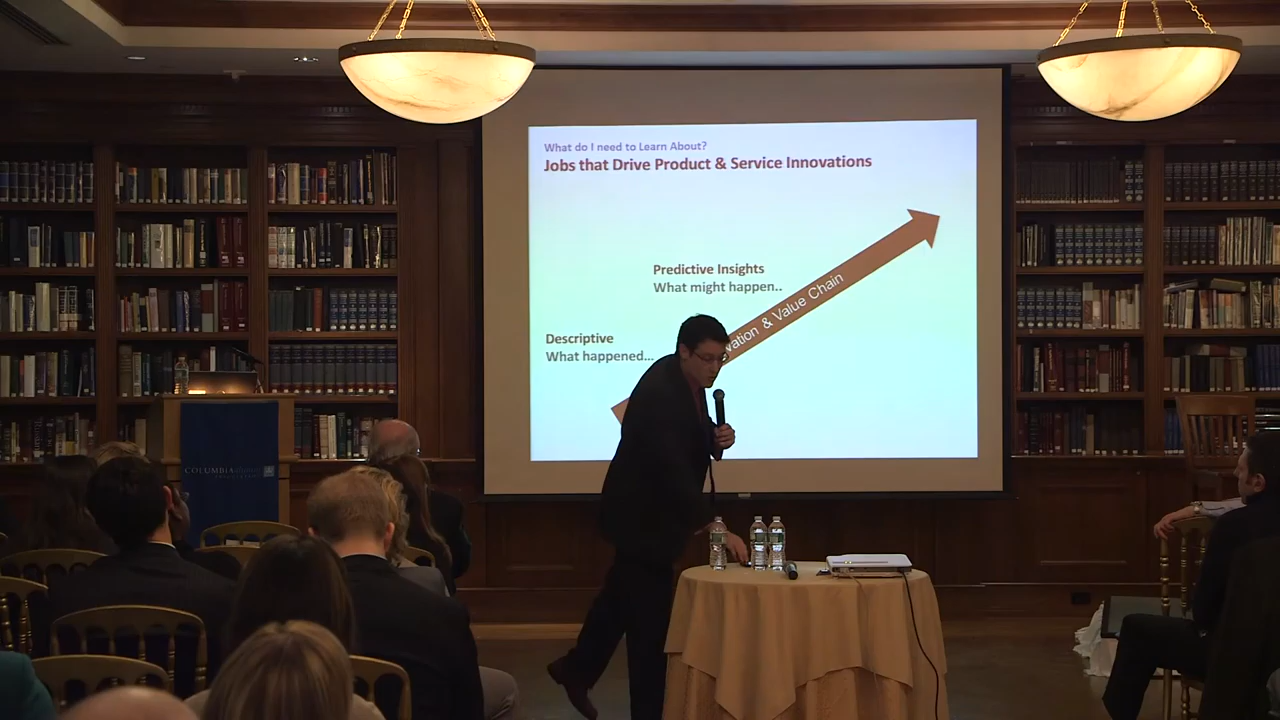 What do I need to Learn About?
Jobs that Drive Product & Service Innovations
Predictive Insights
What might happen..
vation & Value Chain
Descriptive
What happened...
COLUMBIA